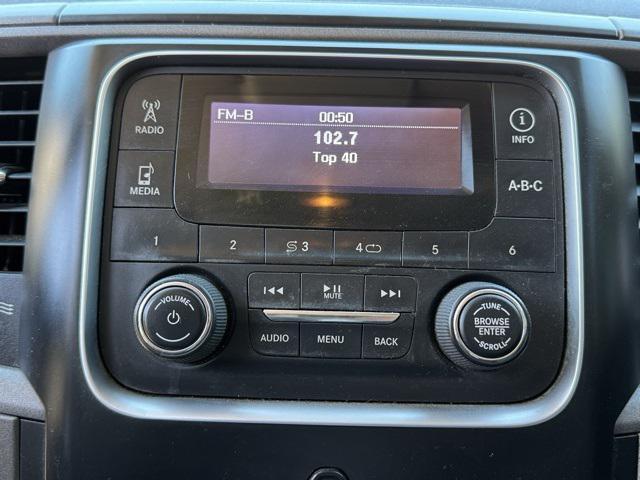 FM-B 00:50
102.7
Top 40
RADIO
MEDIA
i
INFO
A-B-C
1 2 3 4 5 6
MUTE
VOLUME
AUDIO MENU BACK
TUNE
BROWSE
ENTER
SCROLL